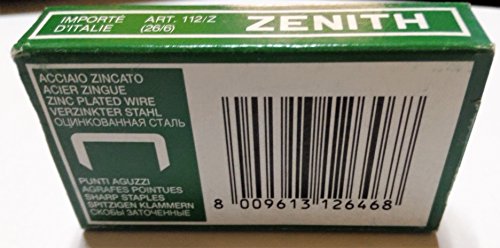 IMPORTÉ
D'ITALIE
ART. 112/Z
(26/6)
ZENITH
ACCIAIO ZINCATO
ACIER ZINGUE
ZINC PLATED WIRE
VERZINKTER STAHL
ОЦИНКОВАННАЯ СТАЛЬ
PUNTI AGUZZI
AGRAFES POINTUES
SHARP STAPLES
SPITZIGEN KLAMMERN
СКОБЫ ЗАТОЧЕННЫЕ
8 009613 126468